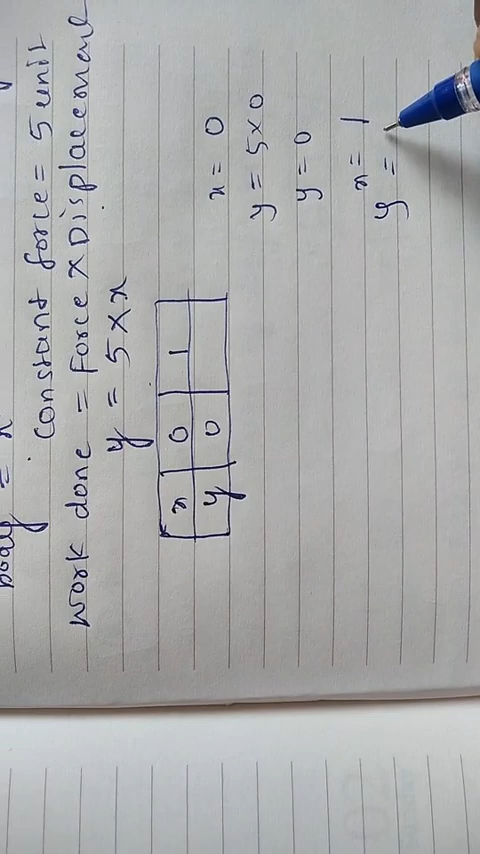 body = x
constant force = 5 unit
Work done = Force X Displacement
y = 5 X x
x 0 1
y 0
x = 0
y = 5 X 0
y = 0
x = 1
y =